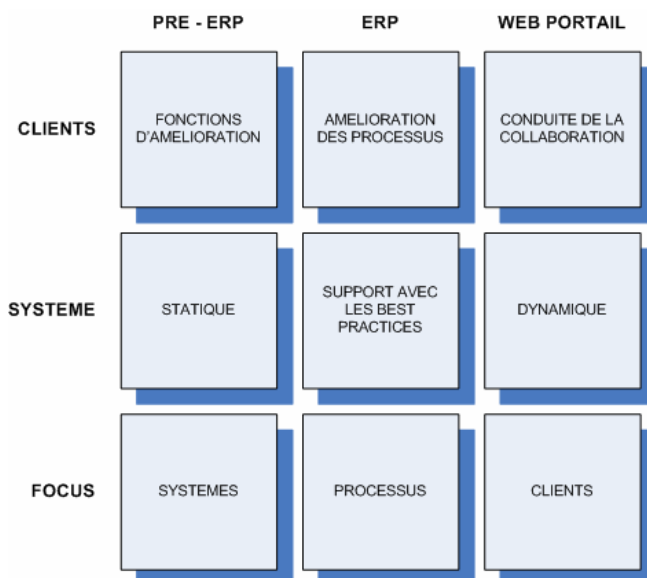 PRE - ERP
ERP
WEB PORTAIL
CLIENTS
FONCTIONS
D'AMELIORATION
AMELIORATION
DES PROCESSUS
CONDUITE DE LA
COLLABORATION
SYSTEME
STATIQUE
SUPPORT AVEC
LES BEST
PRACTICES
DYNAMIQUE
FOCUS
SYSTEMES
PROCESSUS
CLIENTS